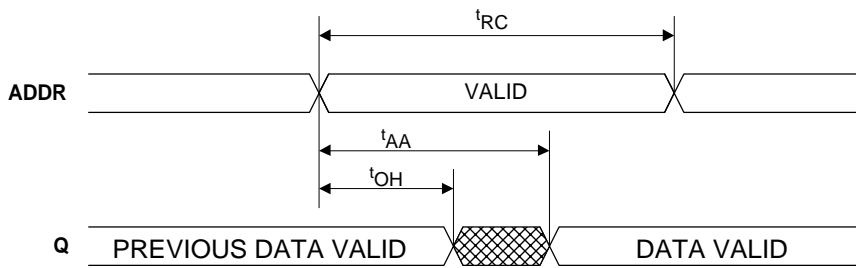 tRC
ADDR VALID
tAA
tOH
Q PREVIOUS DATA VALID DATA VALID